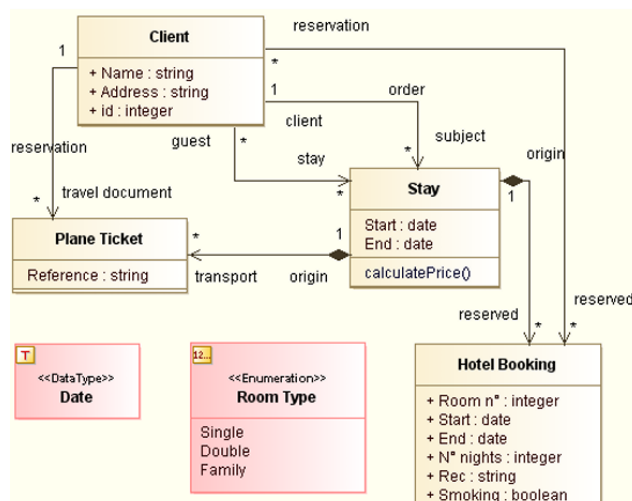 Client
+ Name : string
+ Address : string
+ id : integer
reservation
*
1
1
order
client
guest
*
subject
*
origin
stay
*
reservation
*
travel document
Stay
Start : date
End : date
calculatePrice()
1
Plane Ticket
Reference : string
*
1
transport
origin
reserved
*
reserved
*
T
<<DataType>>
Date
12...
<<Enumeration>>
Room Type
Single
Double
Family
Hotel Booking
+ Room n° : integer
+ Start : date
+ End : date
+ N° nights : integer
+ Rec : string
+ Smoking : boolean